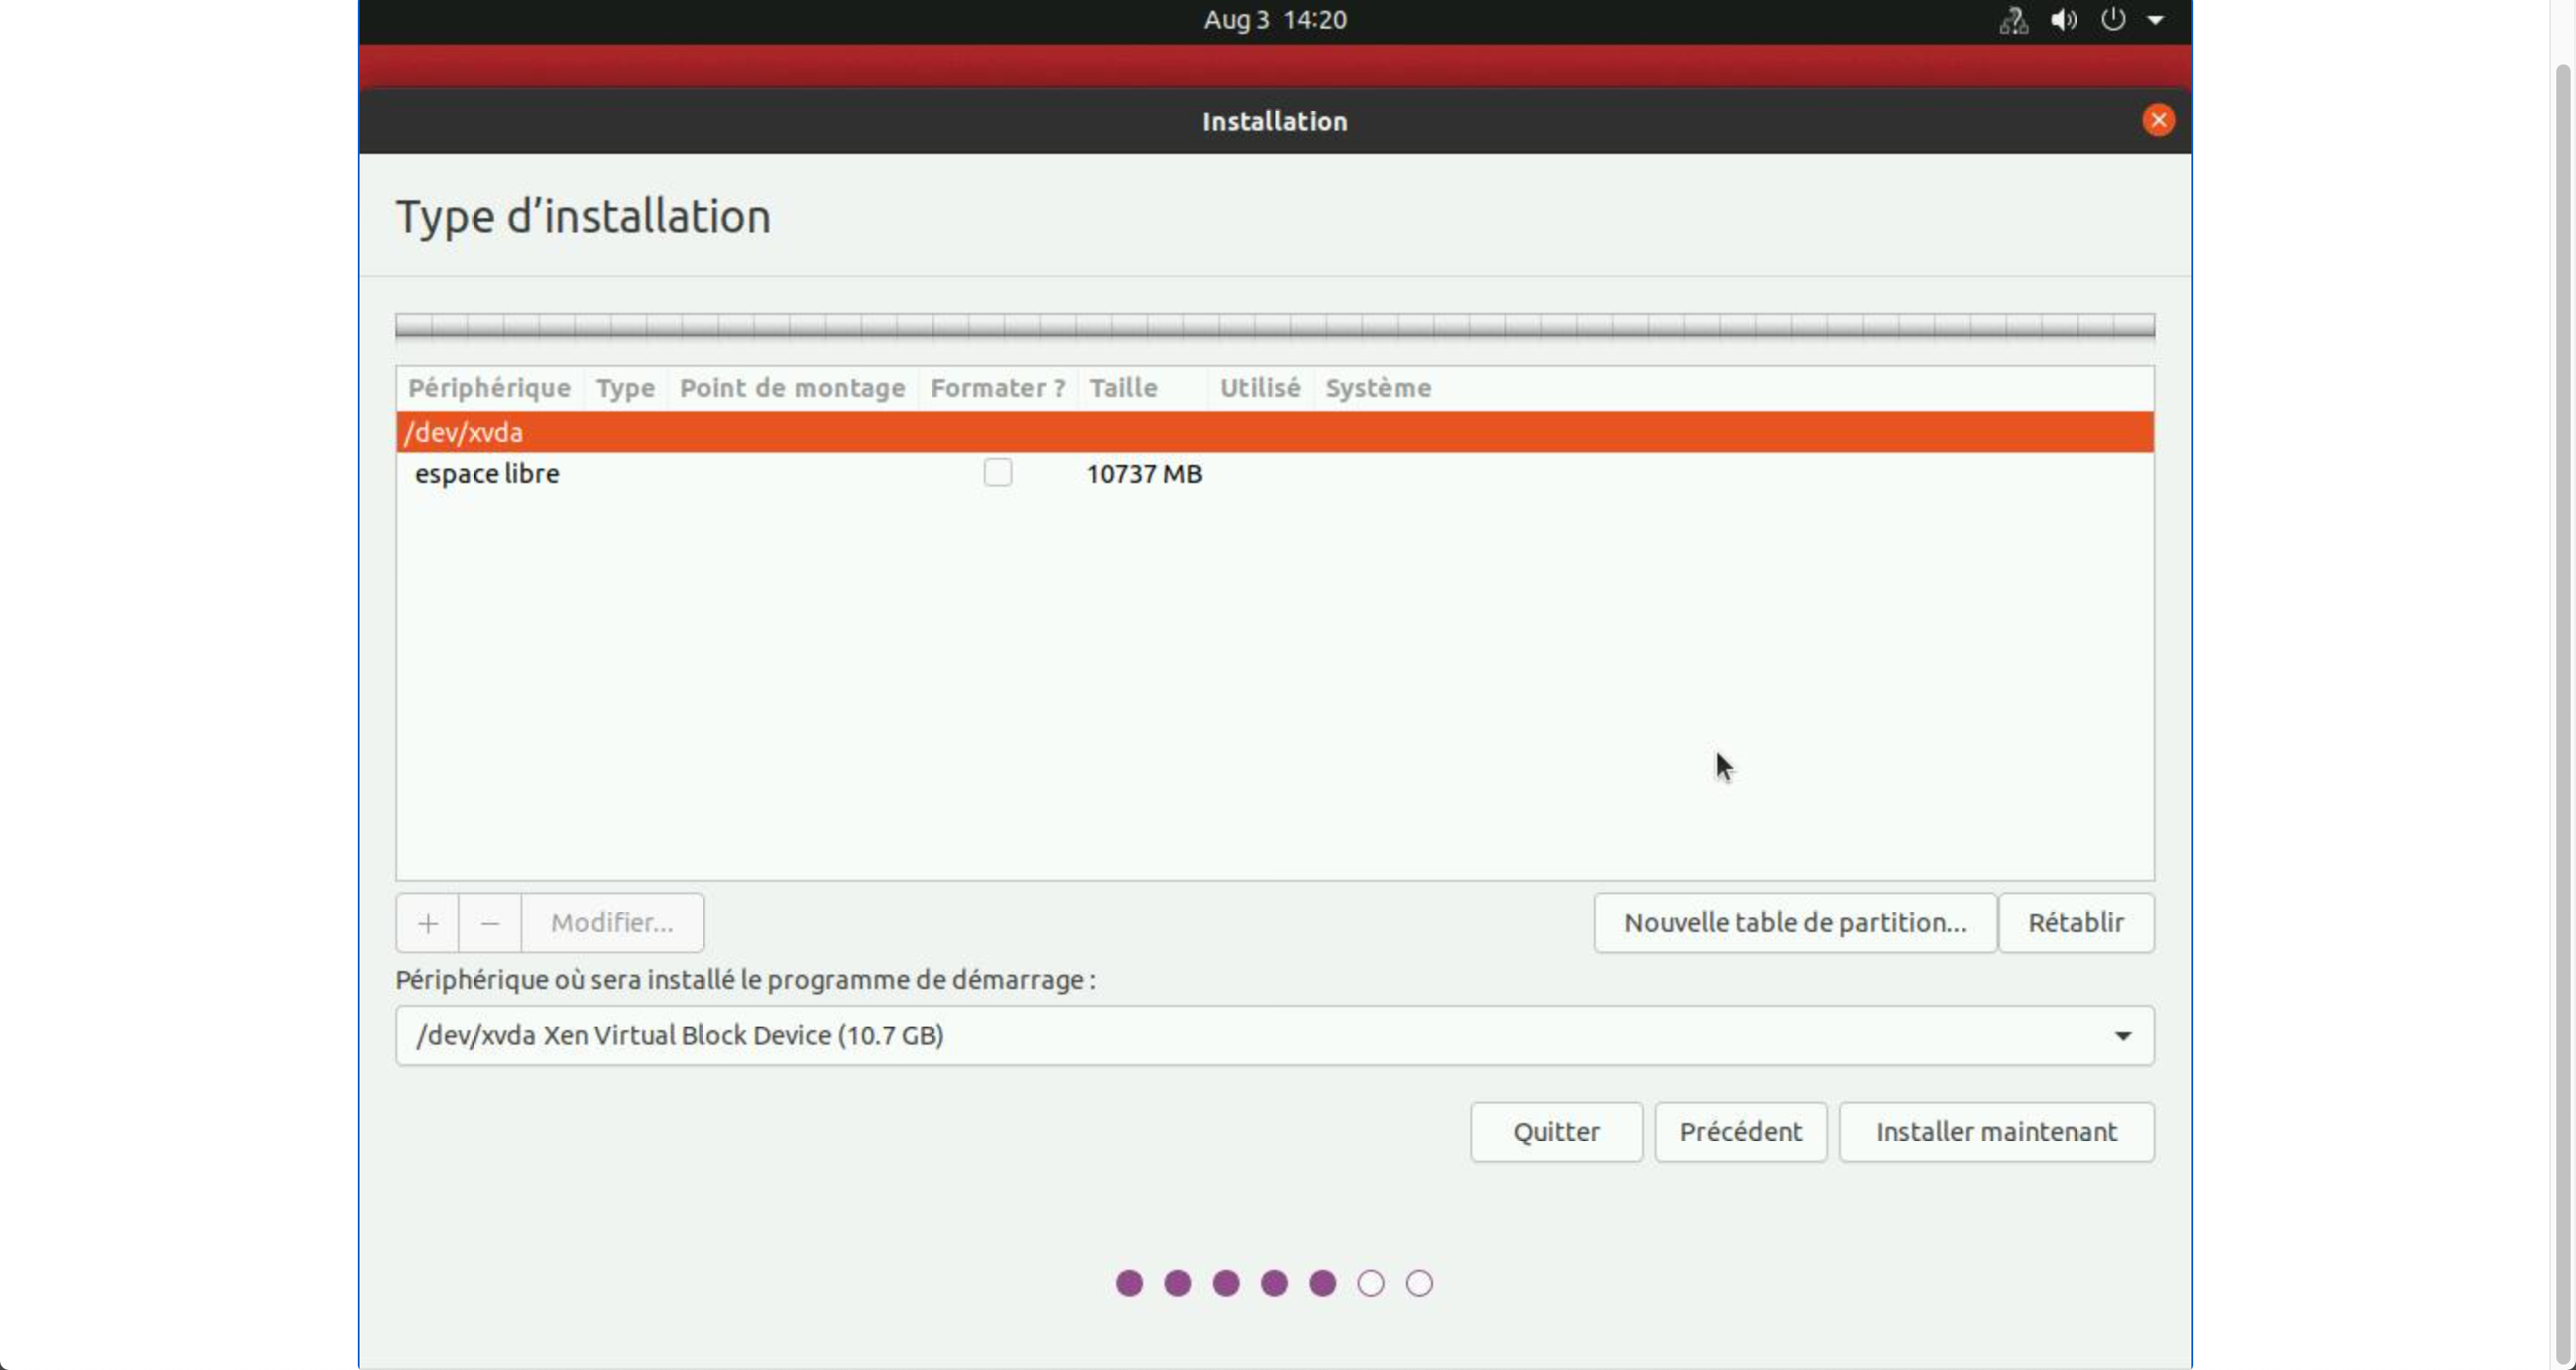 Aug 3 14:20
Installation
Type d’installation
Périphérique Type Point de montage Formater ? Taille Utilisé Système
/dev/xvda
espace libre 10737 MB
+ − Modifier... Nouvelle table de partition... Rétablir
Périphérique où sera installé le programme de démarrage :
/dev/xvda Xen Virtual Block Device (10.7 GB)
Quitter Précédent Installer maintenant